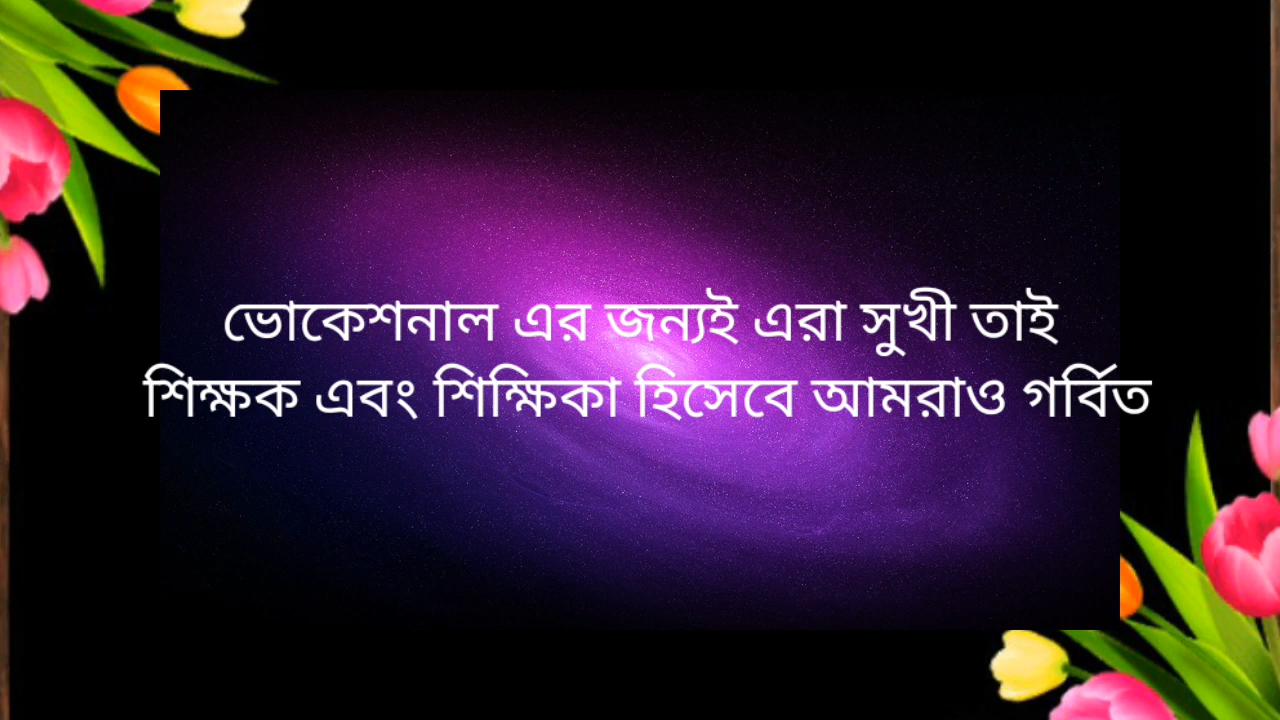 ভোকেশনাল এর জন্যই এরা সুখী তাই
শিক্ষক এবং শিক্ষিকা হিসেবে আমরাও গর্বিত